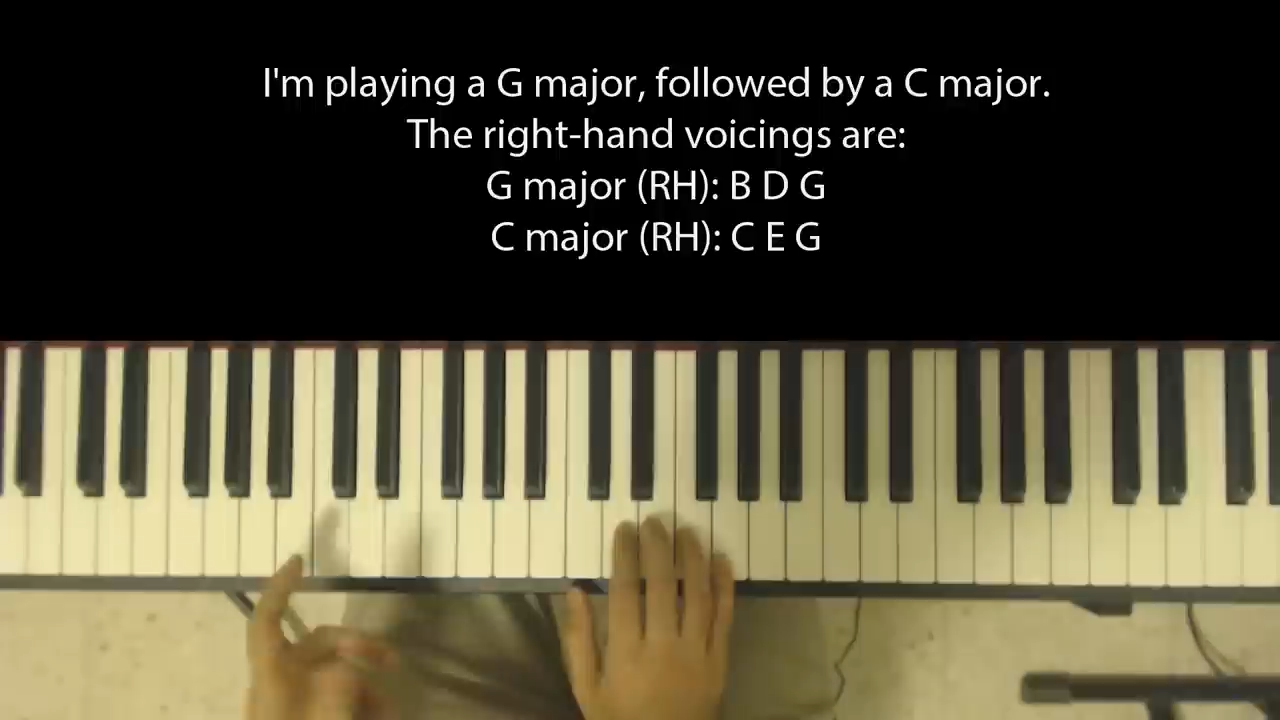 I'm playing a G major, followed by a C major.
The right-hand voicings are:
G major (RH): B D G
C major (RH): C E G